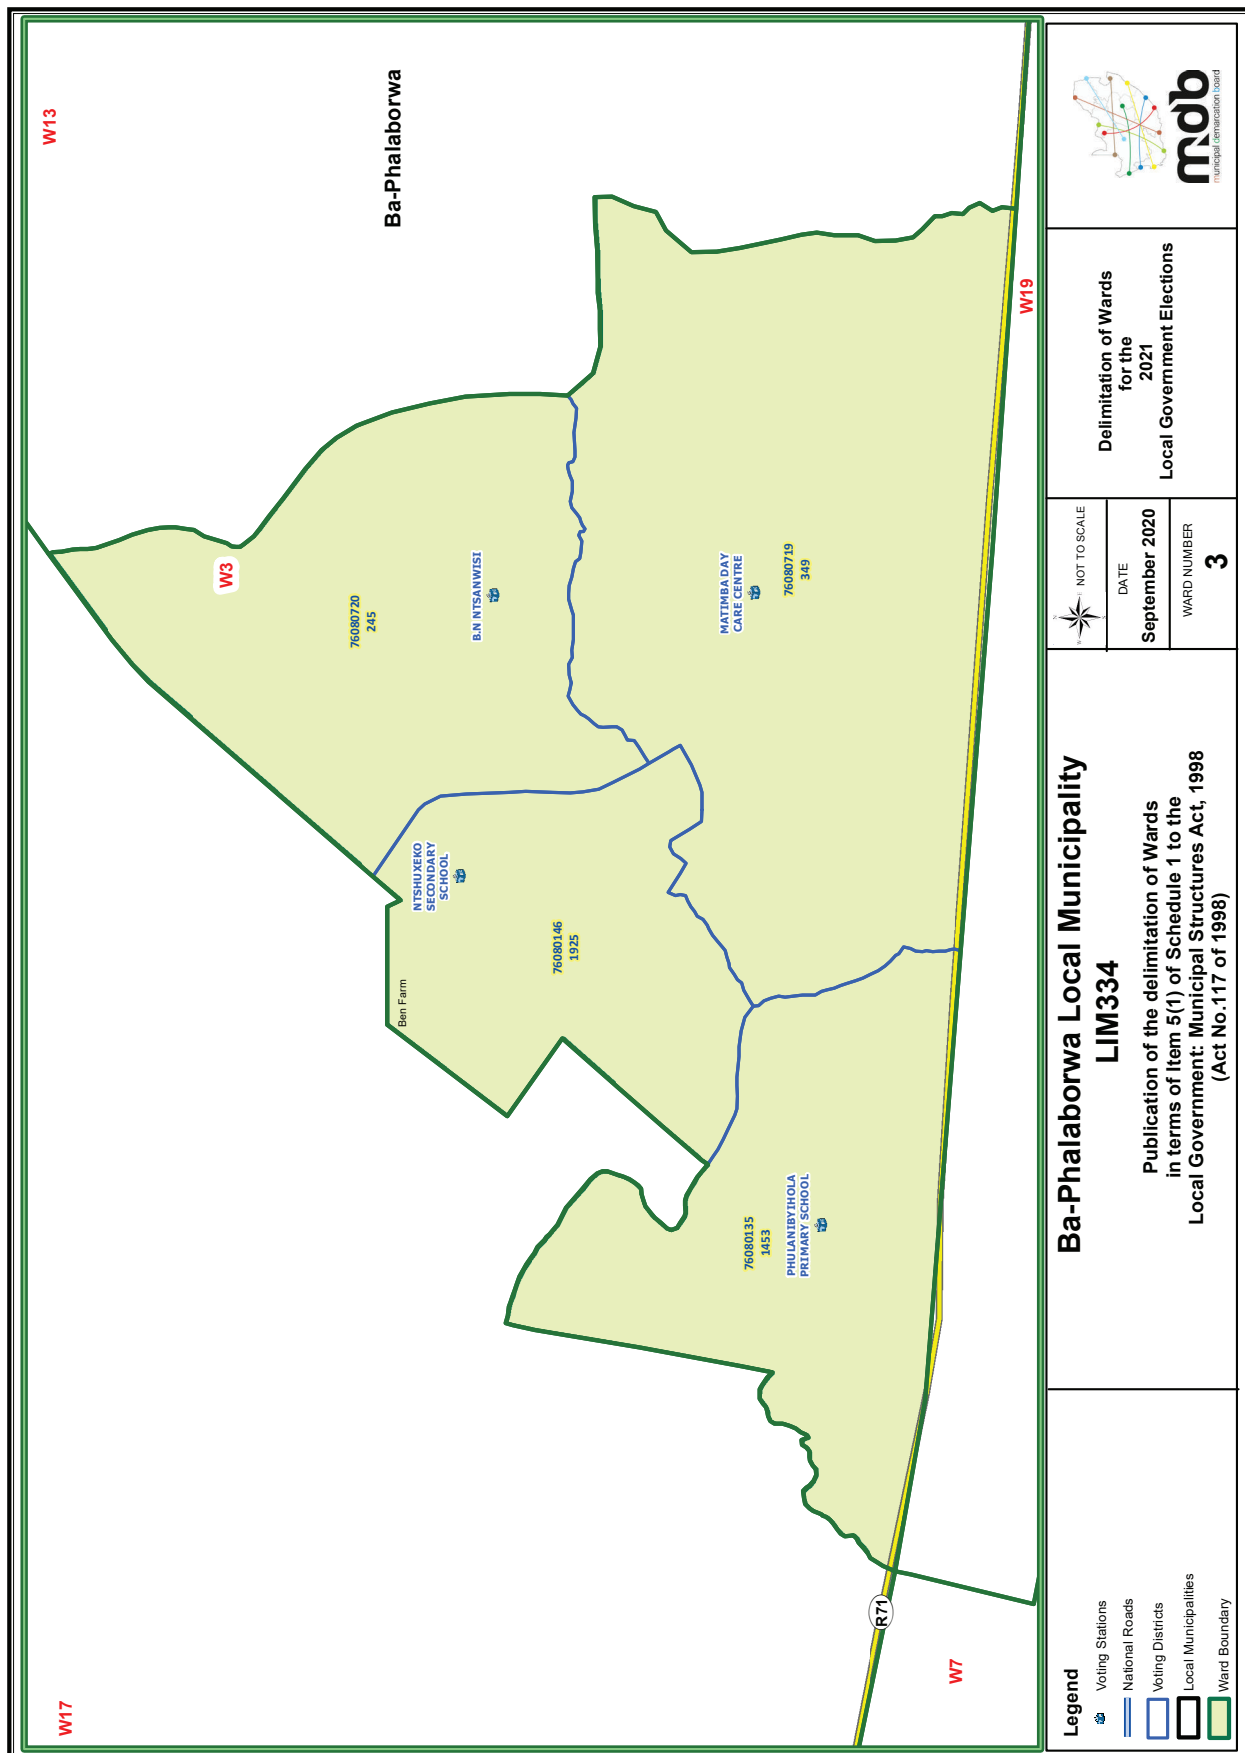 W17
W13
Ba-Phalaborwa
W3
76080720
245
B.N NTSANWISI
NTSHUXEKO
SECONDARY
SCHOOL
Ben Farm
76080146
1925
MATIMBA DAY
CARE CENTRE
76080719
349
76080135
1453
PHULANIBYIHOLA
PRIMARY SCHOOL
R71
W7
W19
Legend
Voting Stations
National Roads
Voting Districts
Local Municipalities
Ward Boundary
Ba-Phalaborwa Local Municipality
LIM334
Publication of the delimitation of Wards
in terms of Item 5(1) of Schedule 1 to the
Local Government: Municipal Structures Act, 1998
(Act No.117 of 1998)
N
W
E
S
NOT TO SCALE
DATE
September 2020
WARD NUMBER
3
Delimitation of Wards
for the
2021
Local Government Elections
mdb
municipal demarcation board